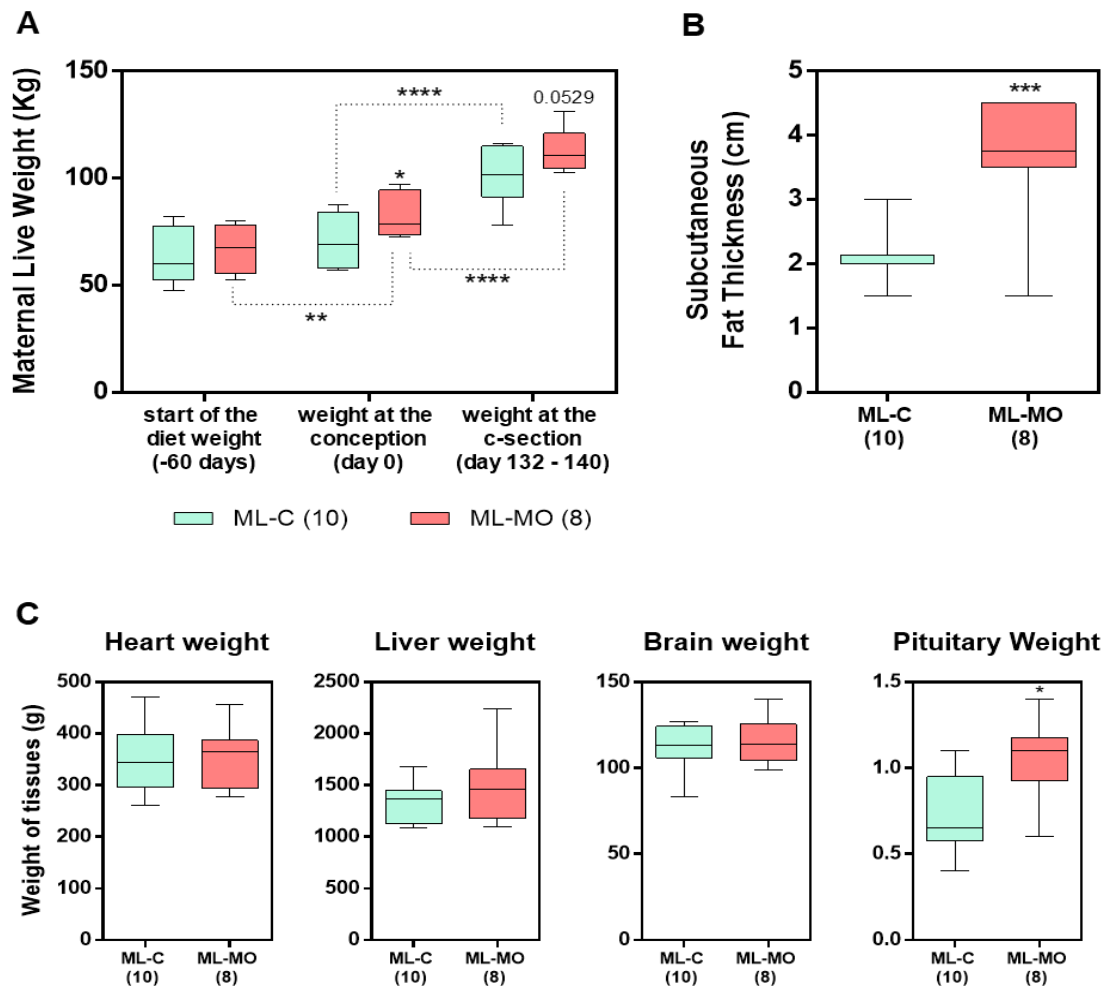 A
Maternal Live Weight (Kg)
150
100
50
0
****
0.0529
*
****
**
start of the
diet weight
(-60 days)
weight at the
conception
(day 0)
weight at the
c-section
(day 132 - 140)
ML-C (10)
ML-MO (8)
B
Subcutaneous
Fat Thickness (cm)
5
4
3
2
1
0
***
ML-C
(10)
ML-MO
(8)
C
Weight of tissues (g)
Heart weight
500
400
300
200
100
0
ML-C
(10)
ML-MO
(8)
Liver weight
2500
2000
1500
1000
500
0
ML-C
(10)
ML-MO
(8)
Brain weight
150
100
50
0
ML-C
(10)
ML-MO
(8)
Pituitary Weight
1.5
1.0
0.5
0.0
*
ML-C
(10)
ML-MO
(8)